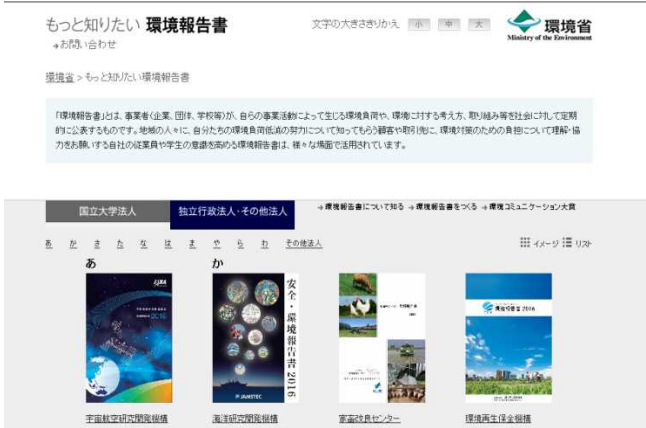 もっと知りたい 環境報告書
→お問い合わせ
文字の大きさきりかえ 小 中 大
環境省
Ministry of the Environment
環境省 > もっと知りたい環境報告書
「環境報告書」とは、事業者(企業、団体、学校等)が、自らの事業活動によって生じる環境負荷や、環境に対する考え方、取り組み等を社会に対して定期
的に公表するものです。地域の人々に、自分たちの環境負荷低減の努力について知ってもらう顧客や取引先に、環境対策のための負担について理解・協
力をお願いする自社の従業員や学生の意識を高める環境報告書は、様々な場面で活用されています。
国立大学法人 独立行政法人・その他法人
→環境報告書について知る →環境報告書をつくる →環境コミュニケーション大賞
あ か さ た な は ま や ら わ その他法人
イメージ リスト
あ か
JAXA
2016
安全・環境報告書2016
JAMSTEC
環境報告書 2016
宇宙航空研究開発機構 海洋研究開発機構 家畜改良センター 環境再生保全機構